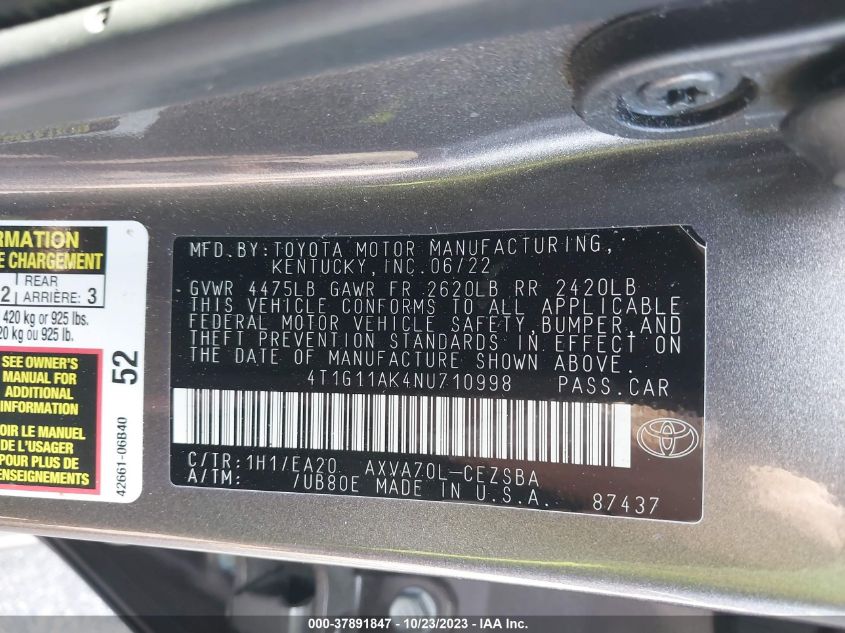 RMATION
E CHARGEMENT
2 | REAR ARRIÈRE: 3
420 kg or 925 lbs.
20 kg ou 925 lb.
SEE OWNER'S
MANUAL FOR
ADDITIONAL
INFORMATION
VOIR LE MANUEL
DE L'USAGER
POUR PLUS DE
52
42661-06B40
MFD.BY: TOYOTA MOTOR MANUFACTURING,
KENTUCKY, INC. 06/22
GVWR 4475LB GAWR FR 2620LB RR 2420LB
THIS VEHICLE CONFORMS TO ALL APPLICABLE
FEDERAL MOTOR VEHICLE SAFETY, BUMPER, AND
THEFT PREVENTION STANDARDS IN EFFECT ON
THE DATE OF MANUFACTURE SHOWN ABOVE.
4T1G11AK4NU710998 PASS.CAR
C/TR: 1H1/EA20 AXVA70L-CEZSBA
A/TM: /UB80E MADE IN U.S.A. 87437
000-37891847 - 10/23/2023 - IAA Inc.